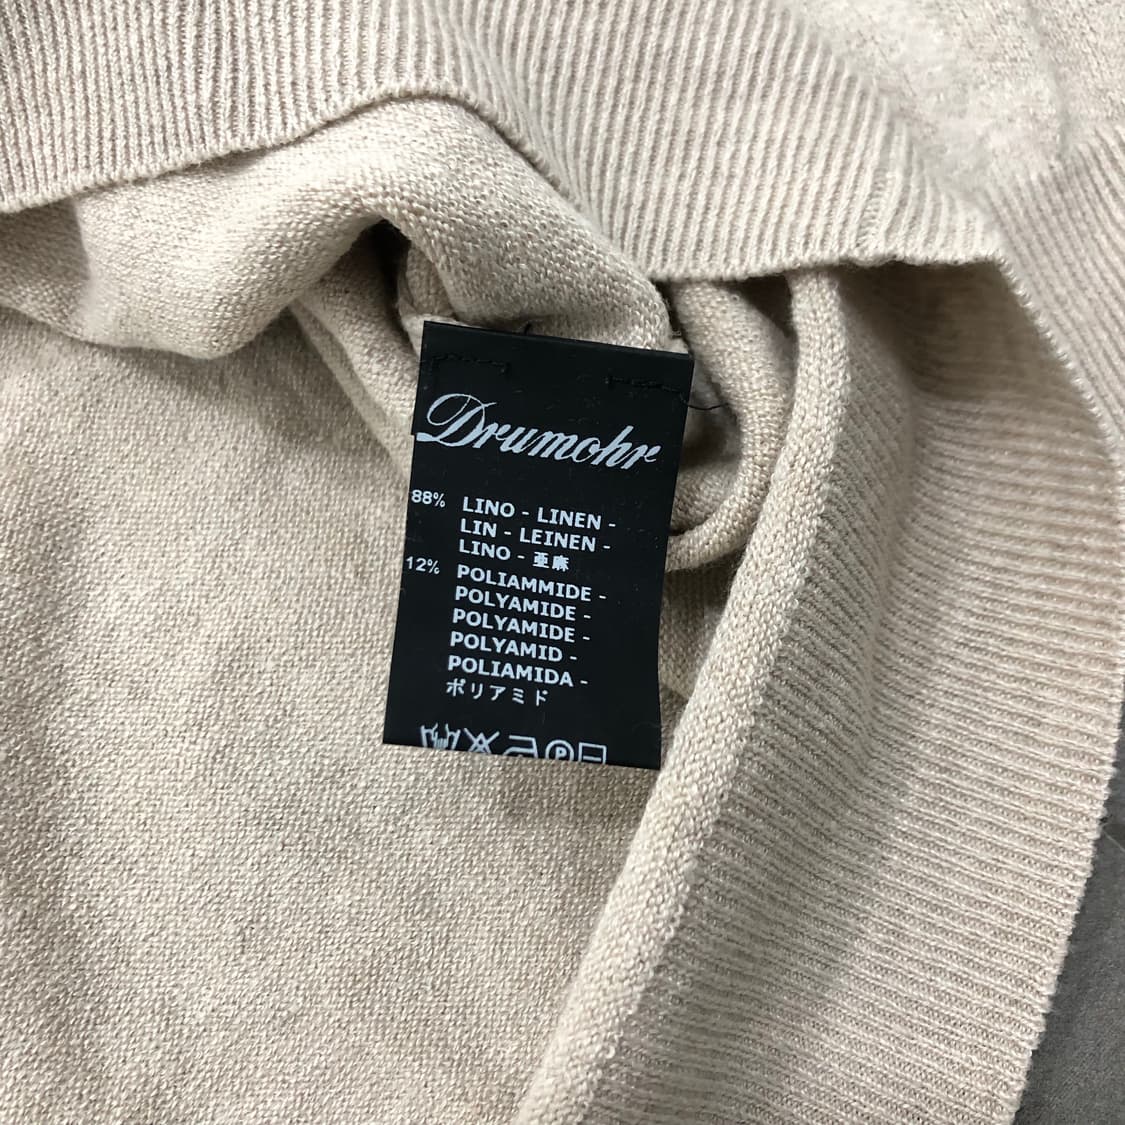 Drumohr
88% LINO - LINEN -
LIN - LEINEN -
LINO - 亜麻
12% POLIAMMIDE -
POLYAMIDE -
POLYAMIDE -
POLYAMID -
POLIAMIDA -
ポリアミド
P